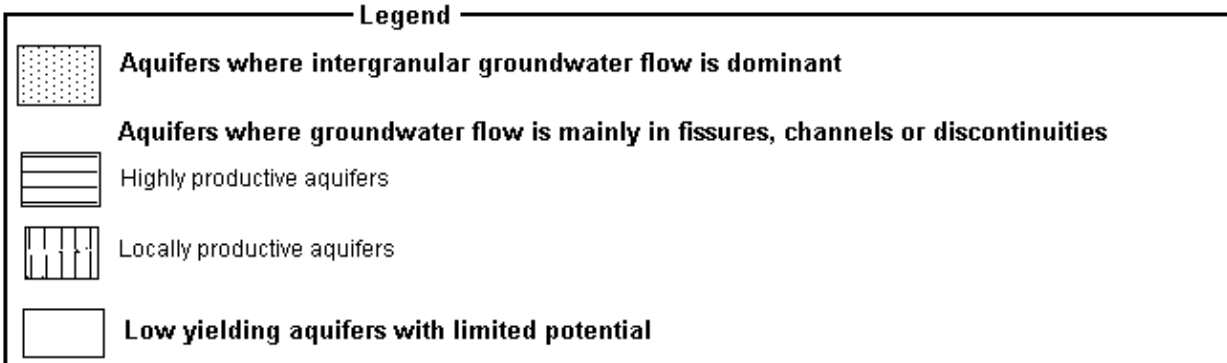 Legend
Aquifers where intergranular groundwater flow is dominant
Aquifers where groundwater flow is mainly in fissures, channels or discontinuities
Highly productive aquifers
Locally productive aquifers
Low yielding aquifers with limited potential